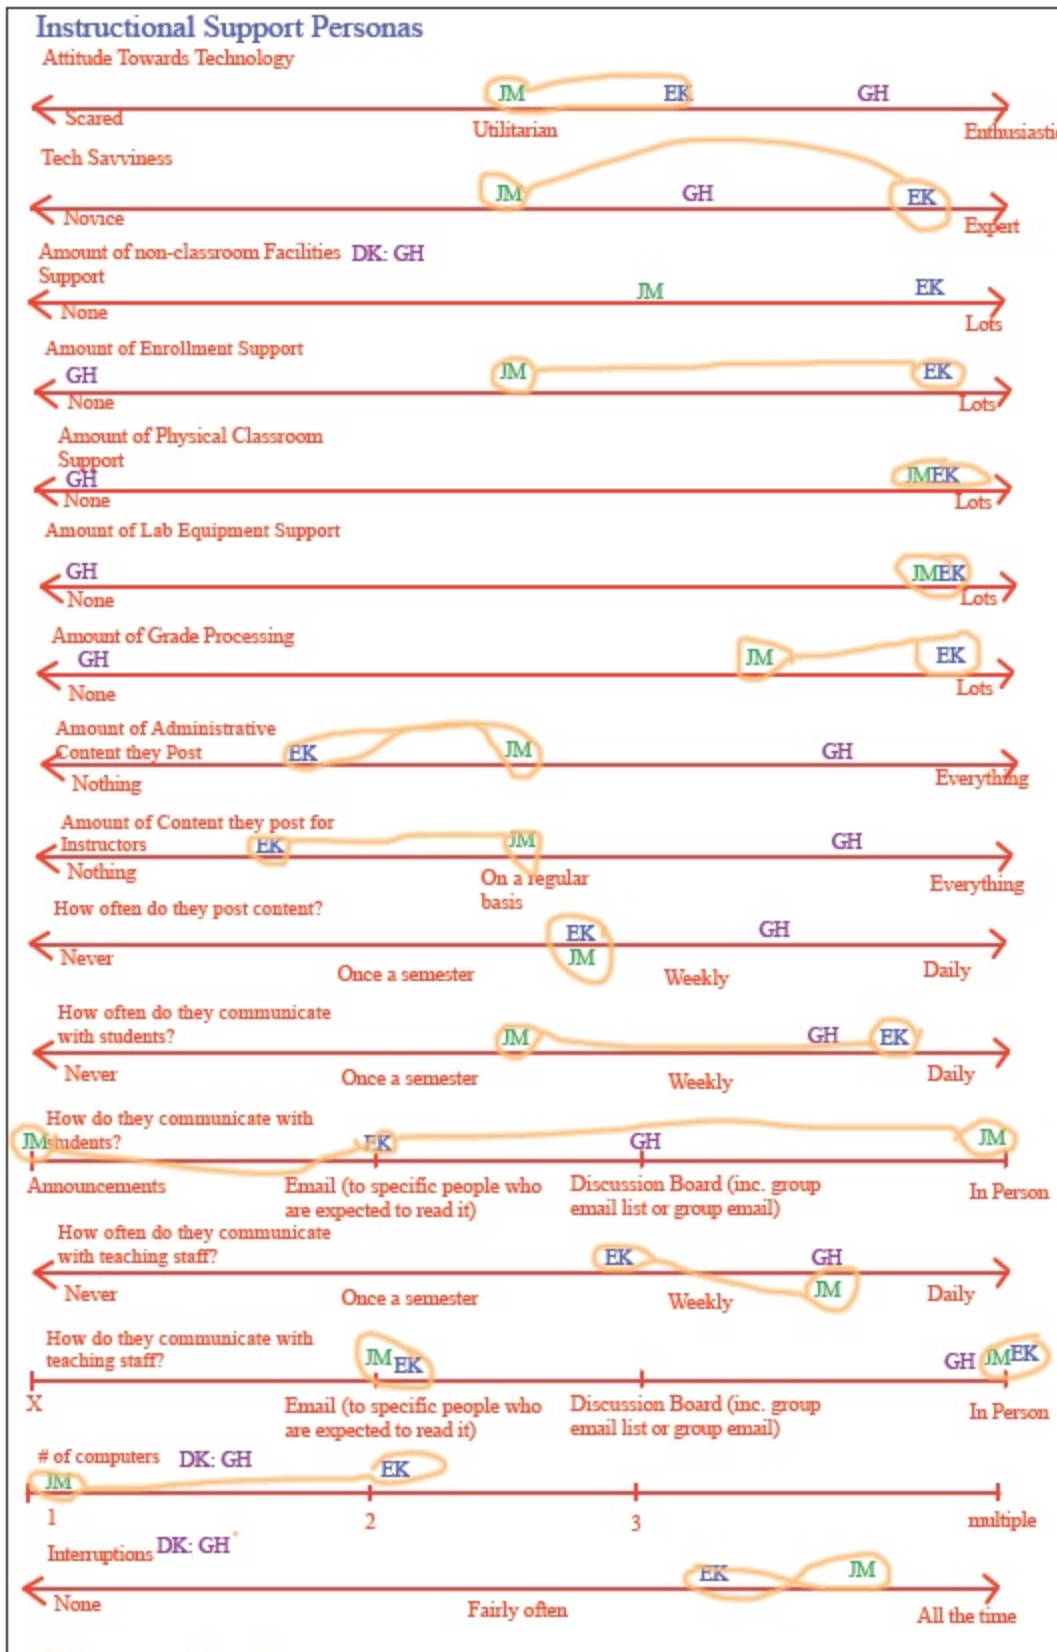 Instructional Support Personas
Attitude Towards Technology
JM EK GH
Scared Utilitarian Enthusiastic
Tech Savviness
JM GH EK
Novice Expert
Amount of non-classroom Facilities DK: GH
Support
JM EK
None Lots
Amount of Enrollment Support
GH JM EK
None Lots
Amount of Physical Classroom
Support
GH JMEK
None Lots
Amount of Lab Equipment Support
GH JMEK
None Lots
Amount of Grade Processing
GH JM EK
None Lots
Amount of Administrative
Content they Post EK JM GH
Nothing Everything
Amount of Content they post for
Instructors EK JM GH
Nothing On a regular Everything
basis
How often do they post content?
EK GH
JM
Never Once a semester Weekly Daily
How often do they communicate
with students? JM GH EK
Never Once a semester Weekly Daily
How do they communicate with
JM students? EK GH JM
Announcements Email (to specific people who Discussion Board (inc. group In Person
are expected to read it) email list or group email)
How often do they communicate
with teaching staff? EK GH
JM
Never Once a semester Weekly Daily
How do they communicate with
teaching staff? JM EK GH JM EK
X Email (to specific people who Discussion Board (inc. group In Person
are expected to read it) email list or group email)
# of computers DK: GH
JM EK
1 2 3 multiple
Interruptions DK: GH
EK JM
None Fairly often All the time